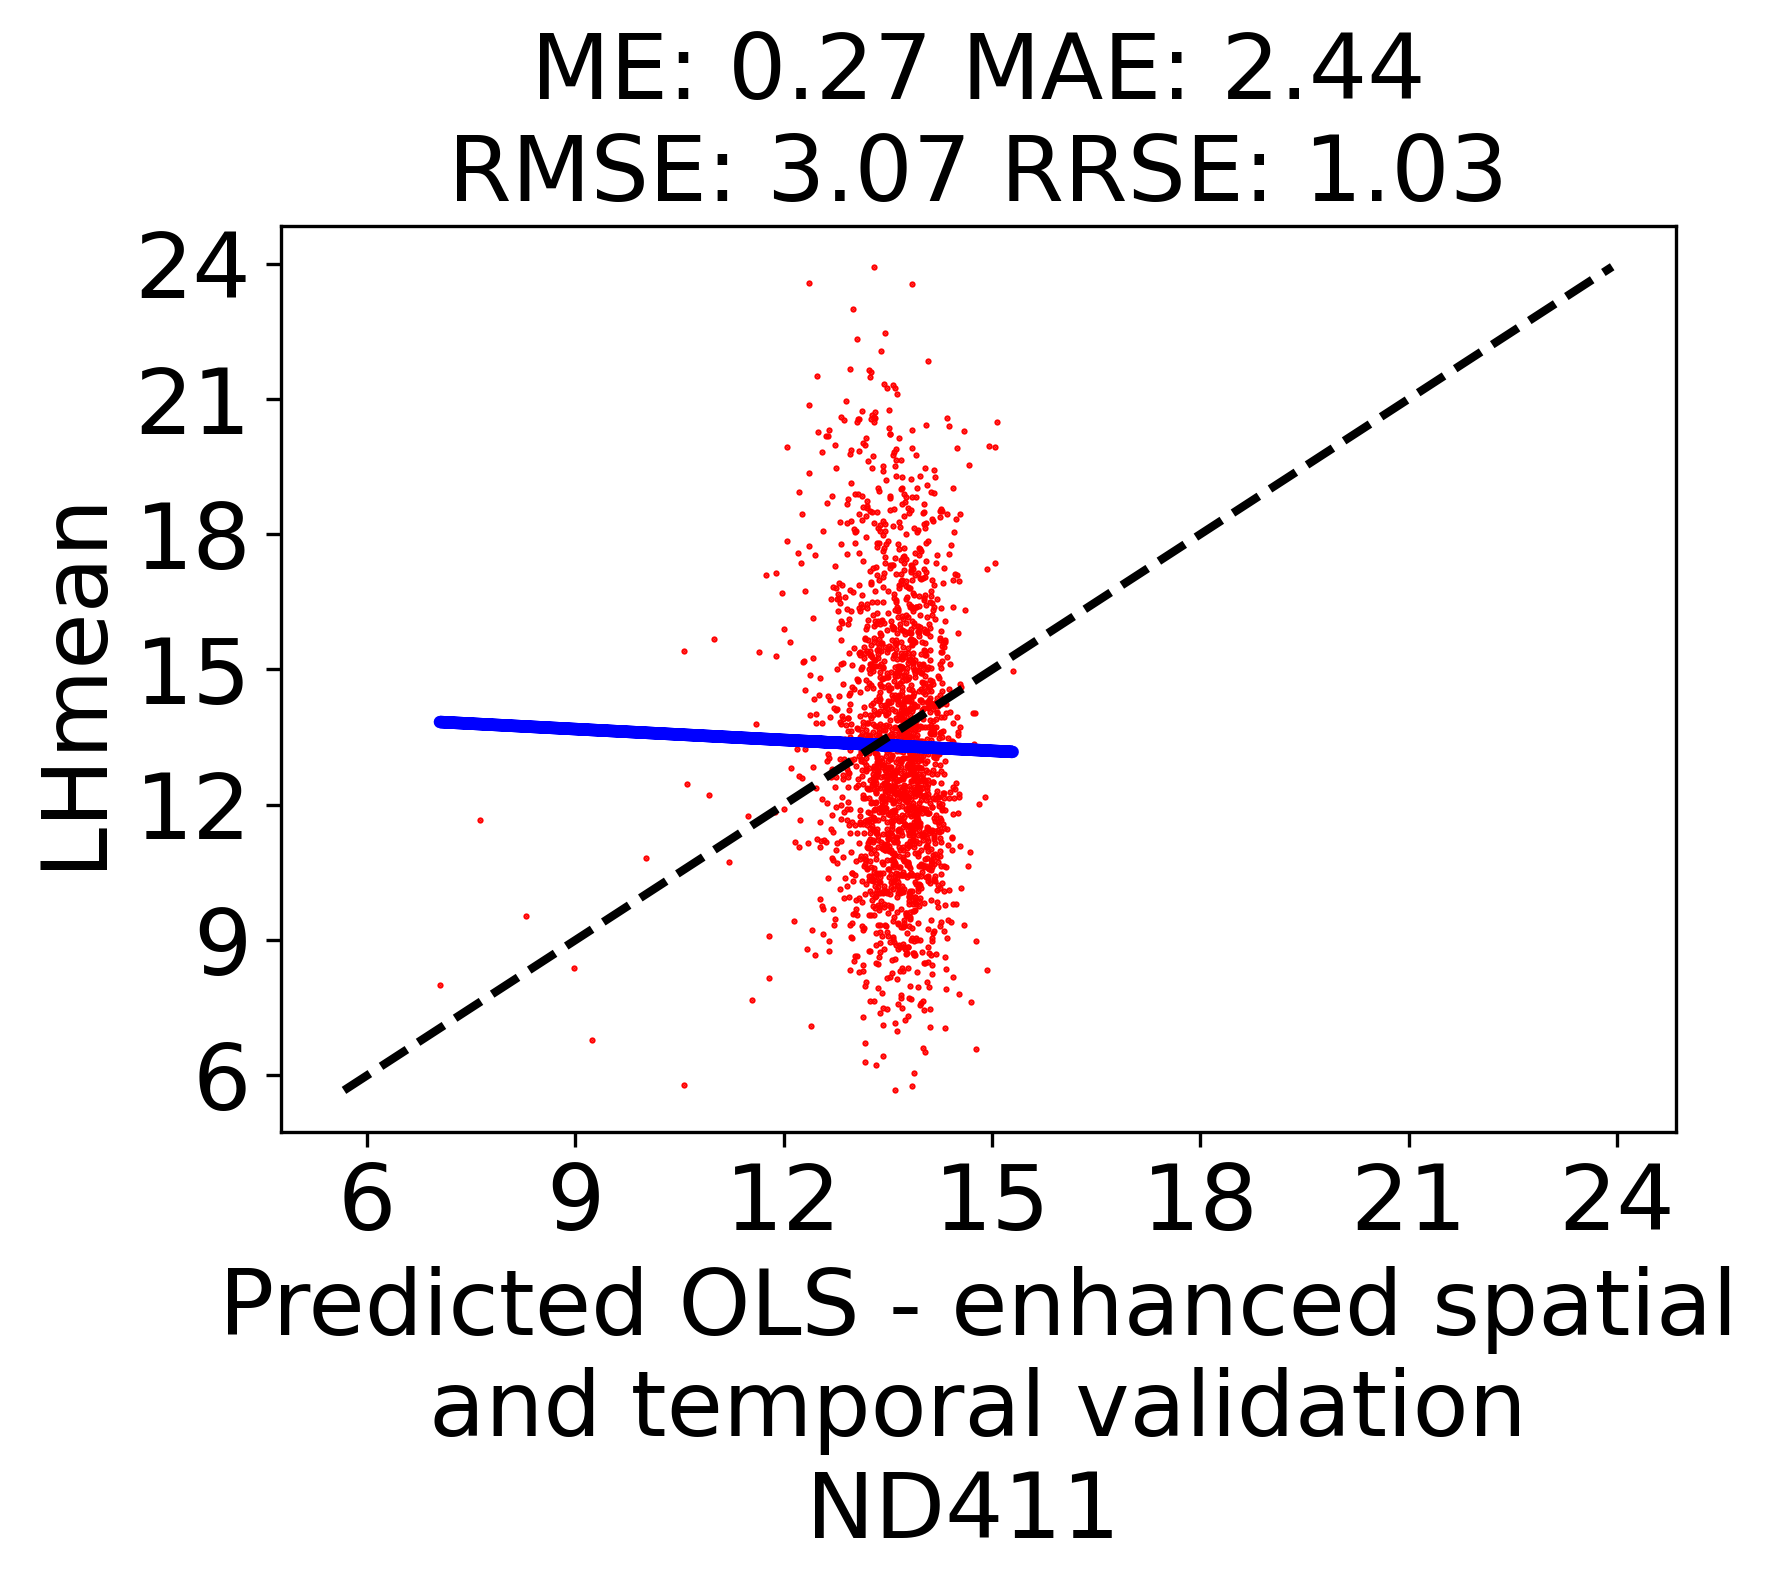 ME: 0.27 MAE: 2.44
RMSE: 3.07 RRSE: 1.03
24
21
18
15
12
9
6
LHmean
6 9 12 15 18 21 24
Predicted OLS - enhanced spatial
and temporal validation
ND411